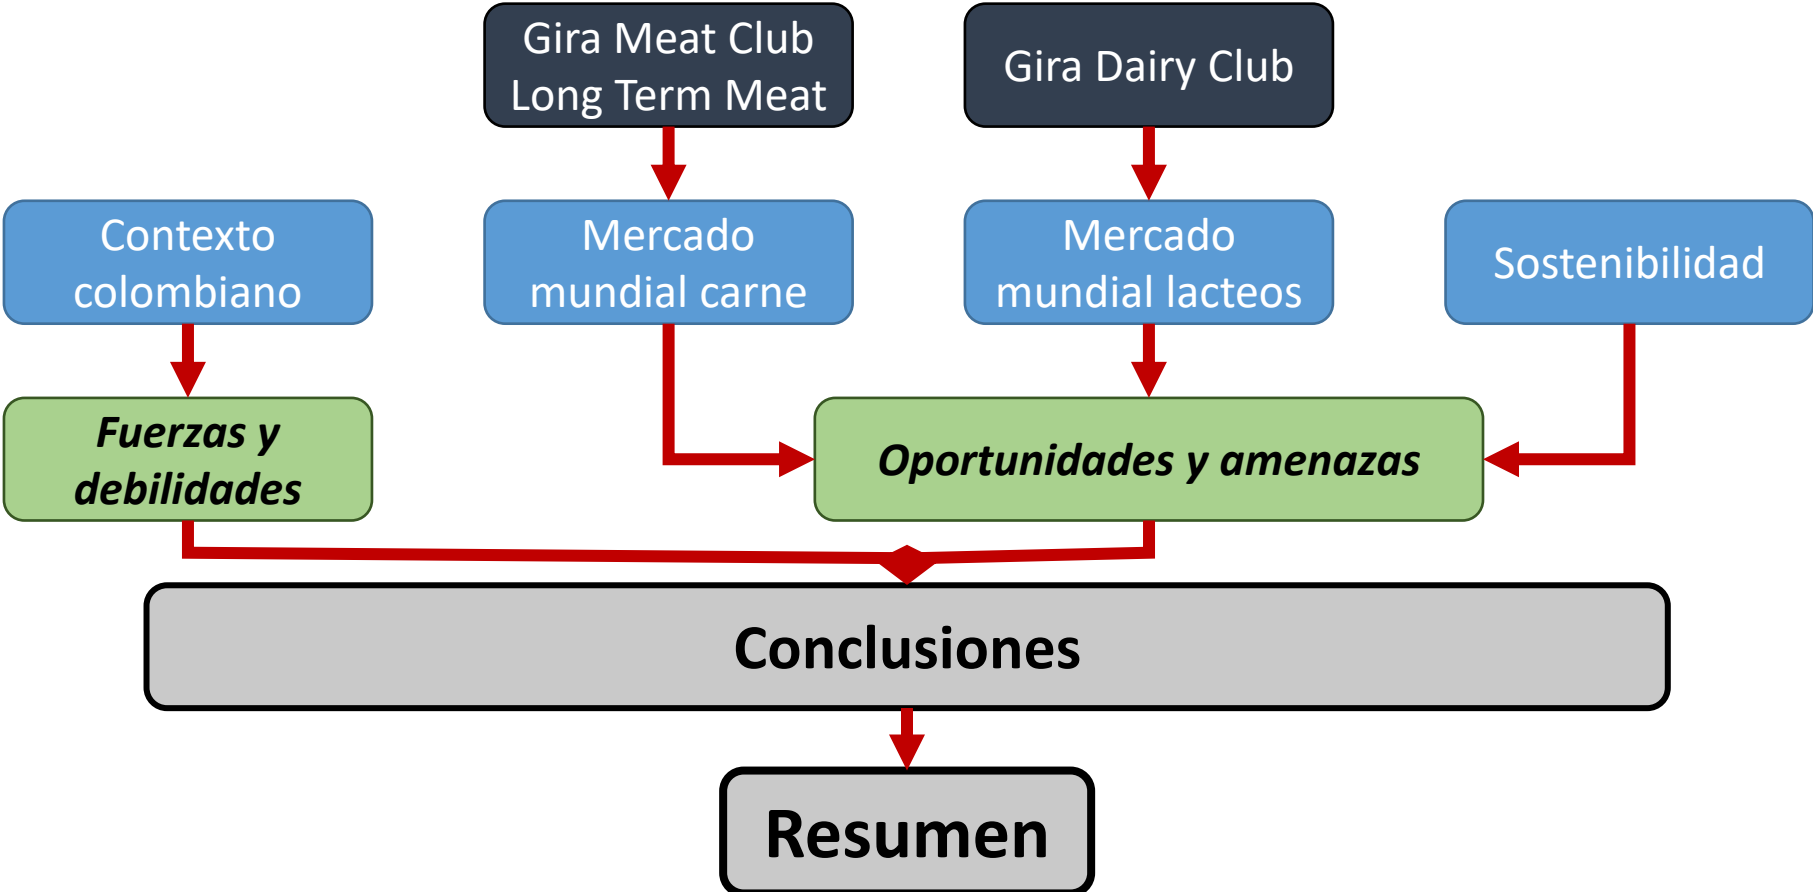 Gira Meat Club
Long Term Meat
Gira Dairy Club
Contexto
colombiano
Mercado
mundial carne
Mercado
mundial lacteos
Sostenibilidad
Fuerzas y
debilidades
Oportunidades y amenazas
Conclusiones
Resumen